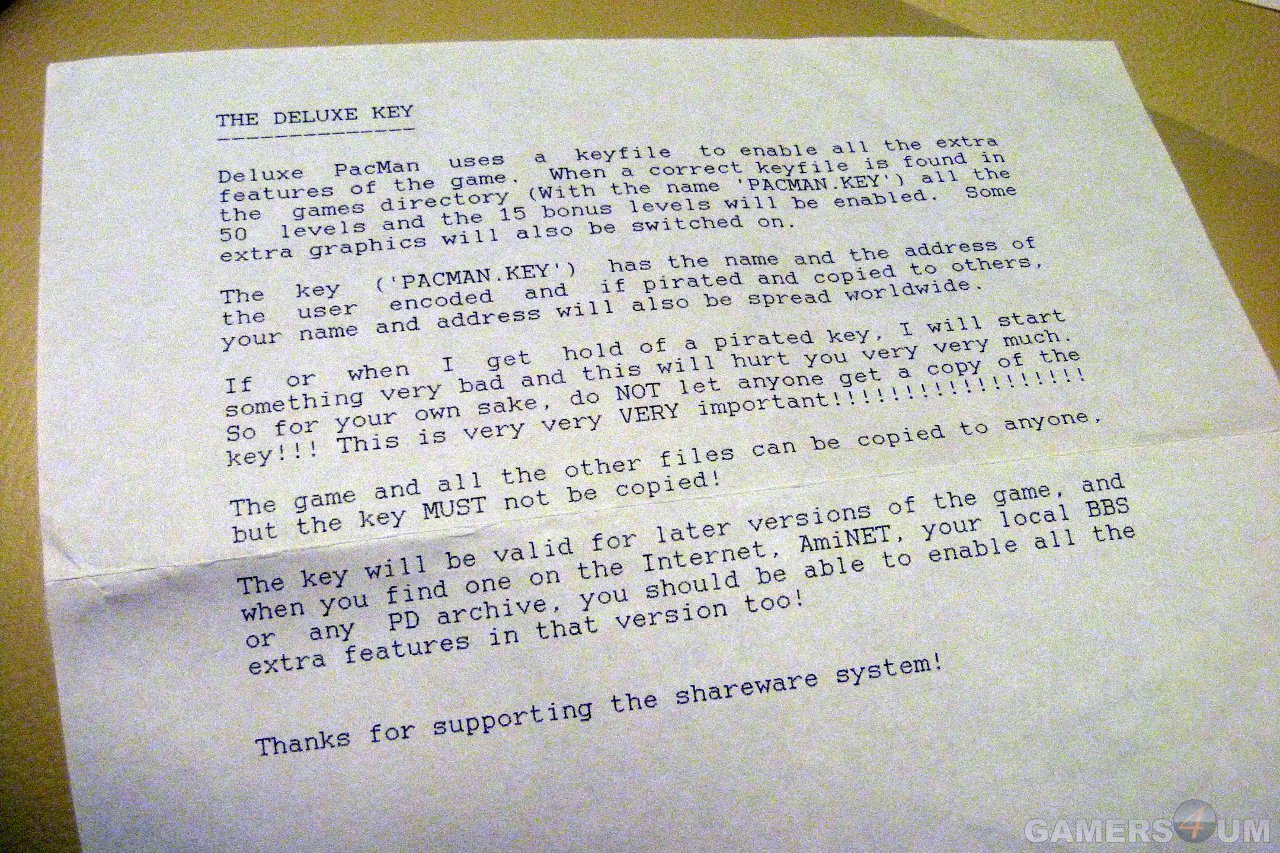 THE DELUXE KEY
---------------
Deluxe PacMan uses a keyfile to enable all the extra
features of the game. When a correct keyfile is found in
the games directory (With the name 'PACMAN.KEY') all the
50 levels and the 15 bonus levels will be enabled. Some
extra graphics will also be switched on.
The key ('PACMAN.KEY') has the name and the address of
the user encoded and if pirated and copied to others,
your name and address will also be spread worldwide.
If or when I get hold of a pirated key, I will start
something very bad and this will hurt you very very much.
So for your own sake, do NOT let anyone get a copy of the
key!!! This is very very VERY important!!!!!!!!!!!!!!!!!!
The game and all the other files can be copied to anyone,
but the key MUST not be copied!
The key will be valid for later versions of the game, and
when you find one on the Internet, AmiNET, your local BBS
or any PD archive, you should be able to enable all the
extra features in that version too!
Thanks for supporting the shareware system!
GAMERS4UM